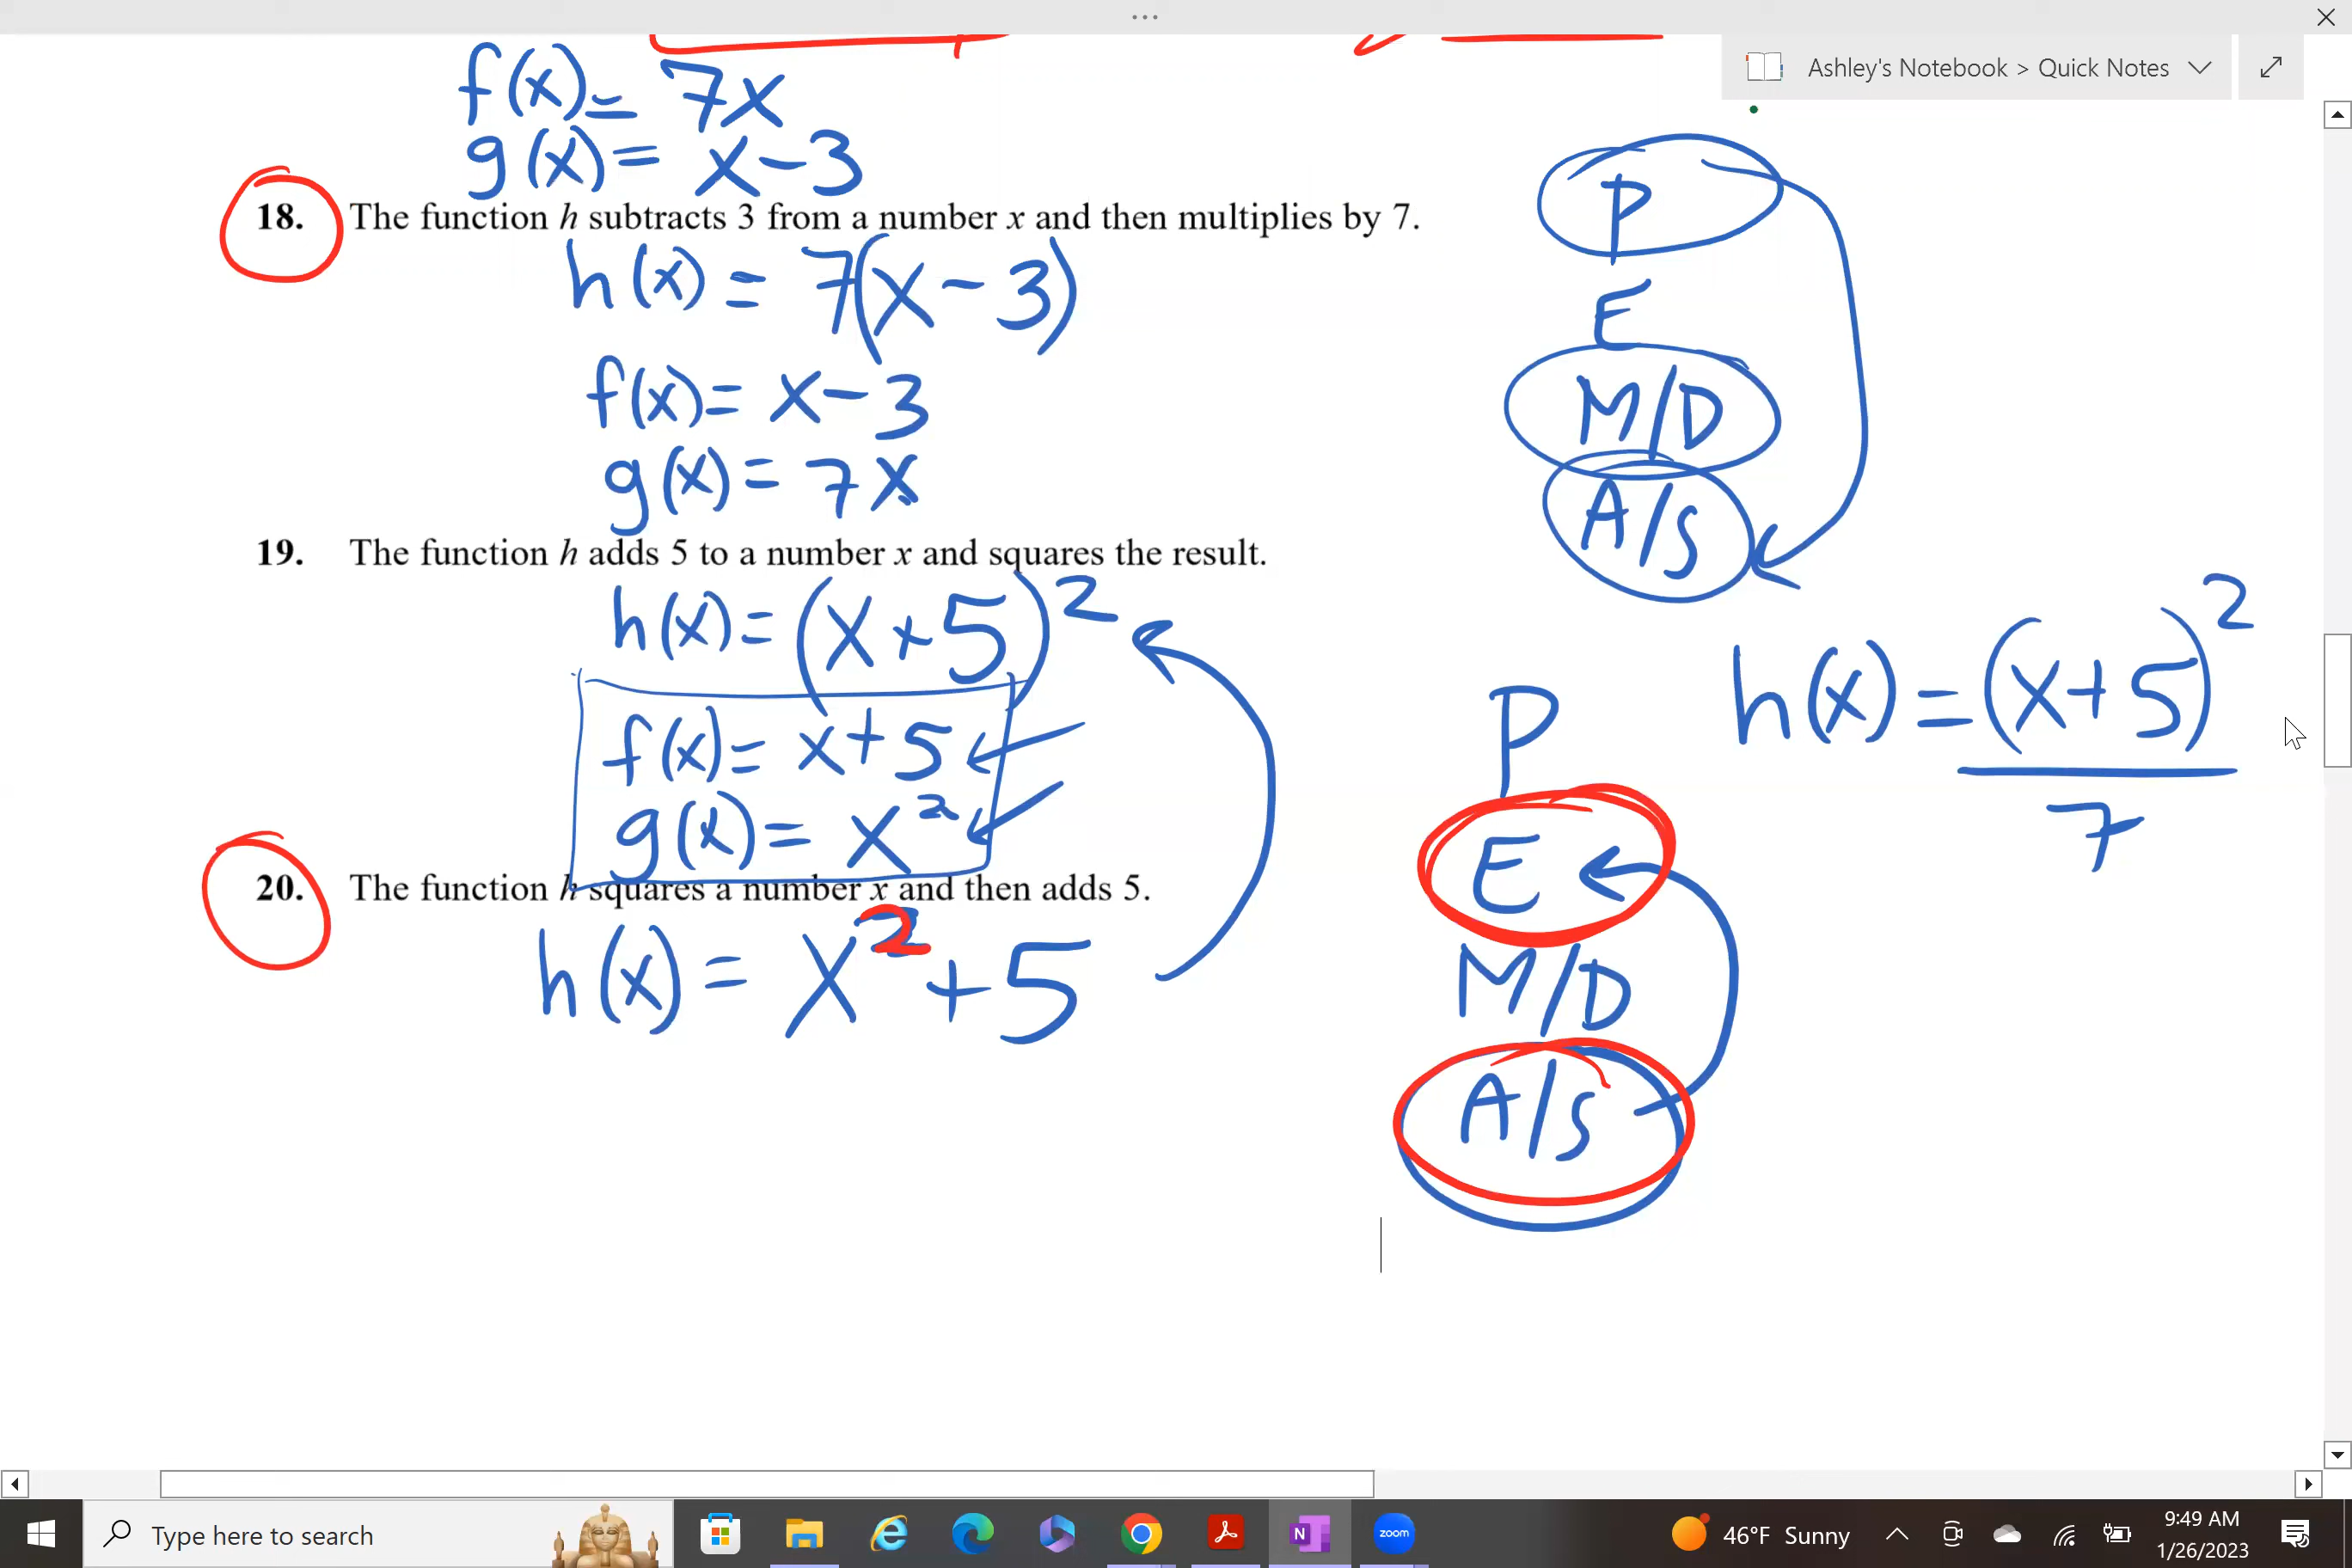 Ashley's Notebook > Quick Notes
f(x) = 7x
g(x) = x - 3
18. The function h subtracts 3 from a number x and then multiplies by 7.
h(x) = 7(x - 3)
f(x) = x - 3
g(x) = 7x
P
E
M/D
A/S
19. The function h adds 5 to a number x and squares the result.
h(x) = (x + 5)²
f(x) = x + 5
g(x) = x²
20. The function h squares a number x and then adds 5.
h(x) = x² + 5
h(x) = (x + 5)²
7
P
E
M/D
A/S
Type here to search
N
zoom
46°F Sunny
9:49 AM
1/26/2023